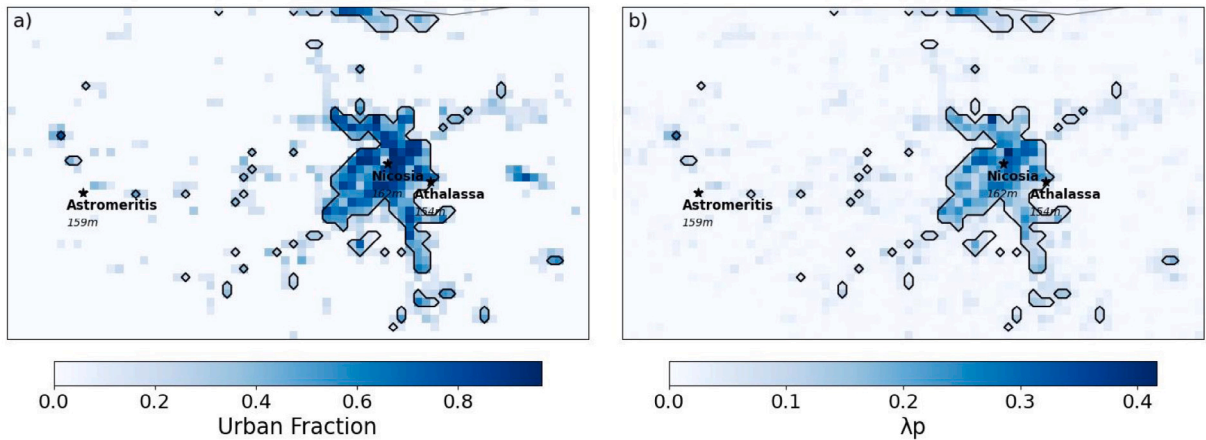 a)
Nicosia
162m
Athalassa
154m
Astromeritis
159m
0.0 0.2 0.4 0.6 0.8
Urban Fraction
b)
Nicosia
162m
Athalassa
154m
Astromeritis
159m
0.0 0.1 0.2 0.3 0.4
λp